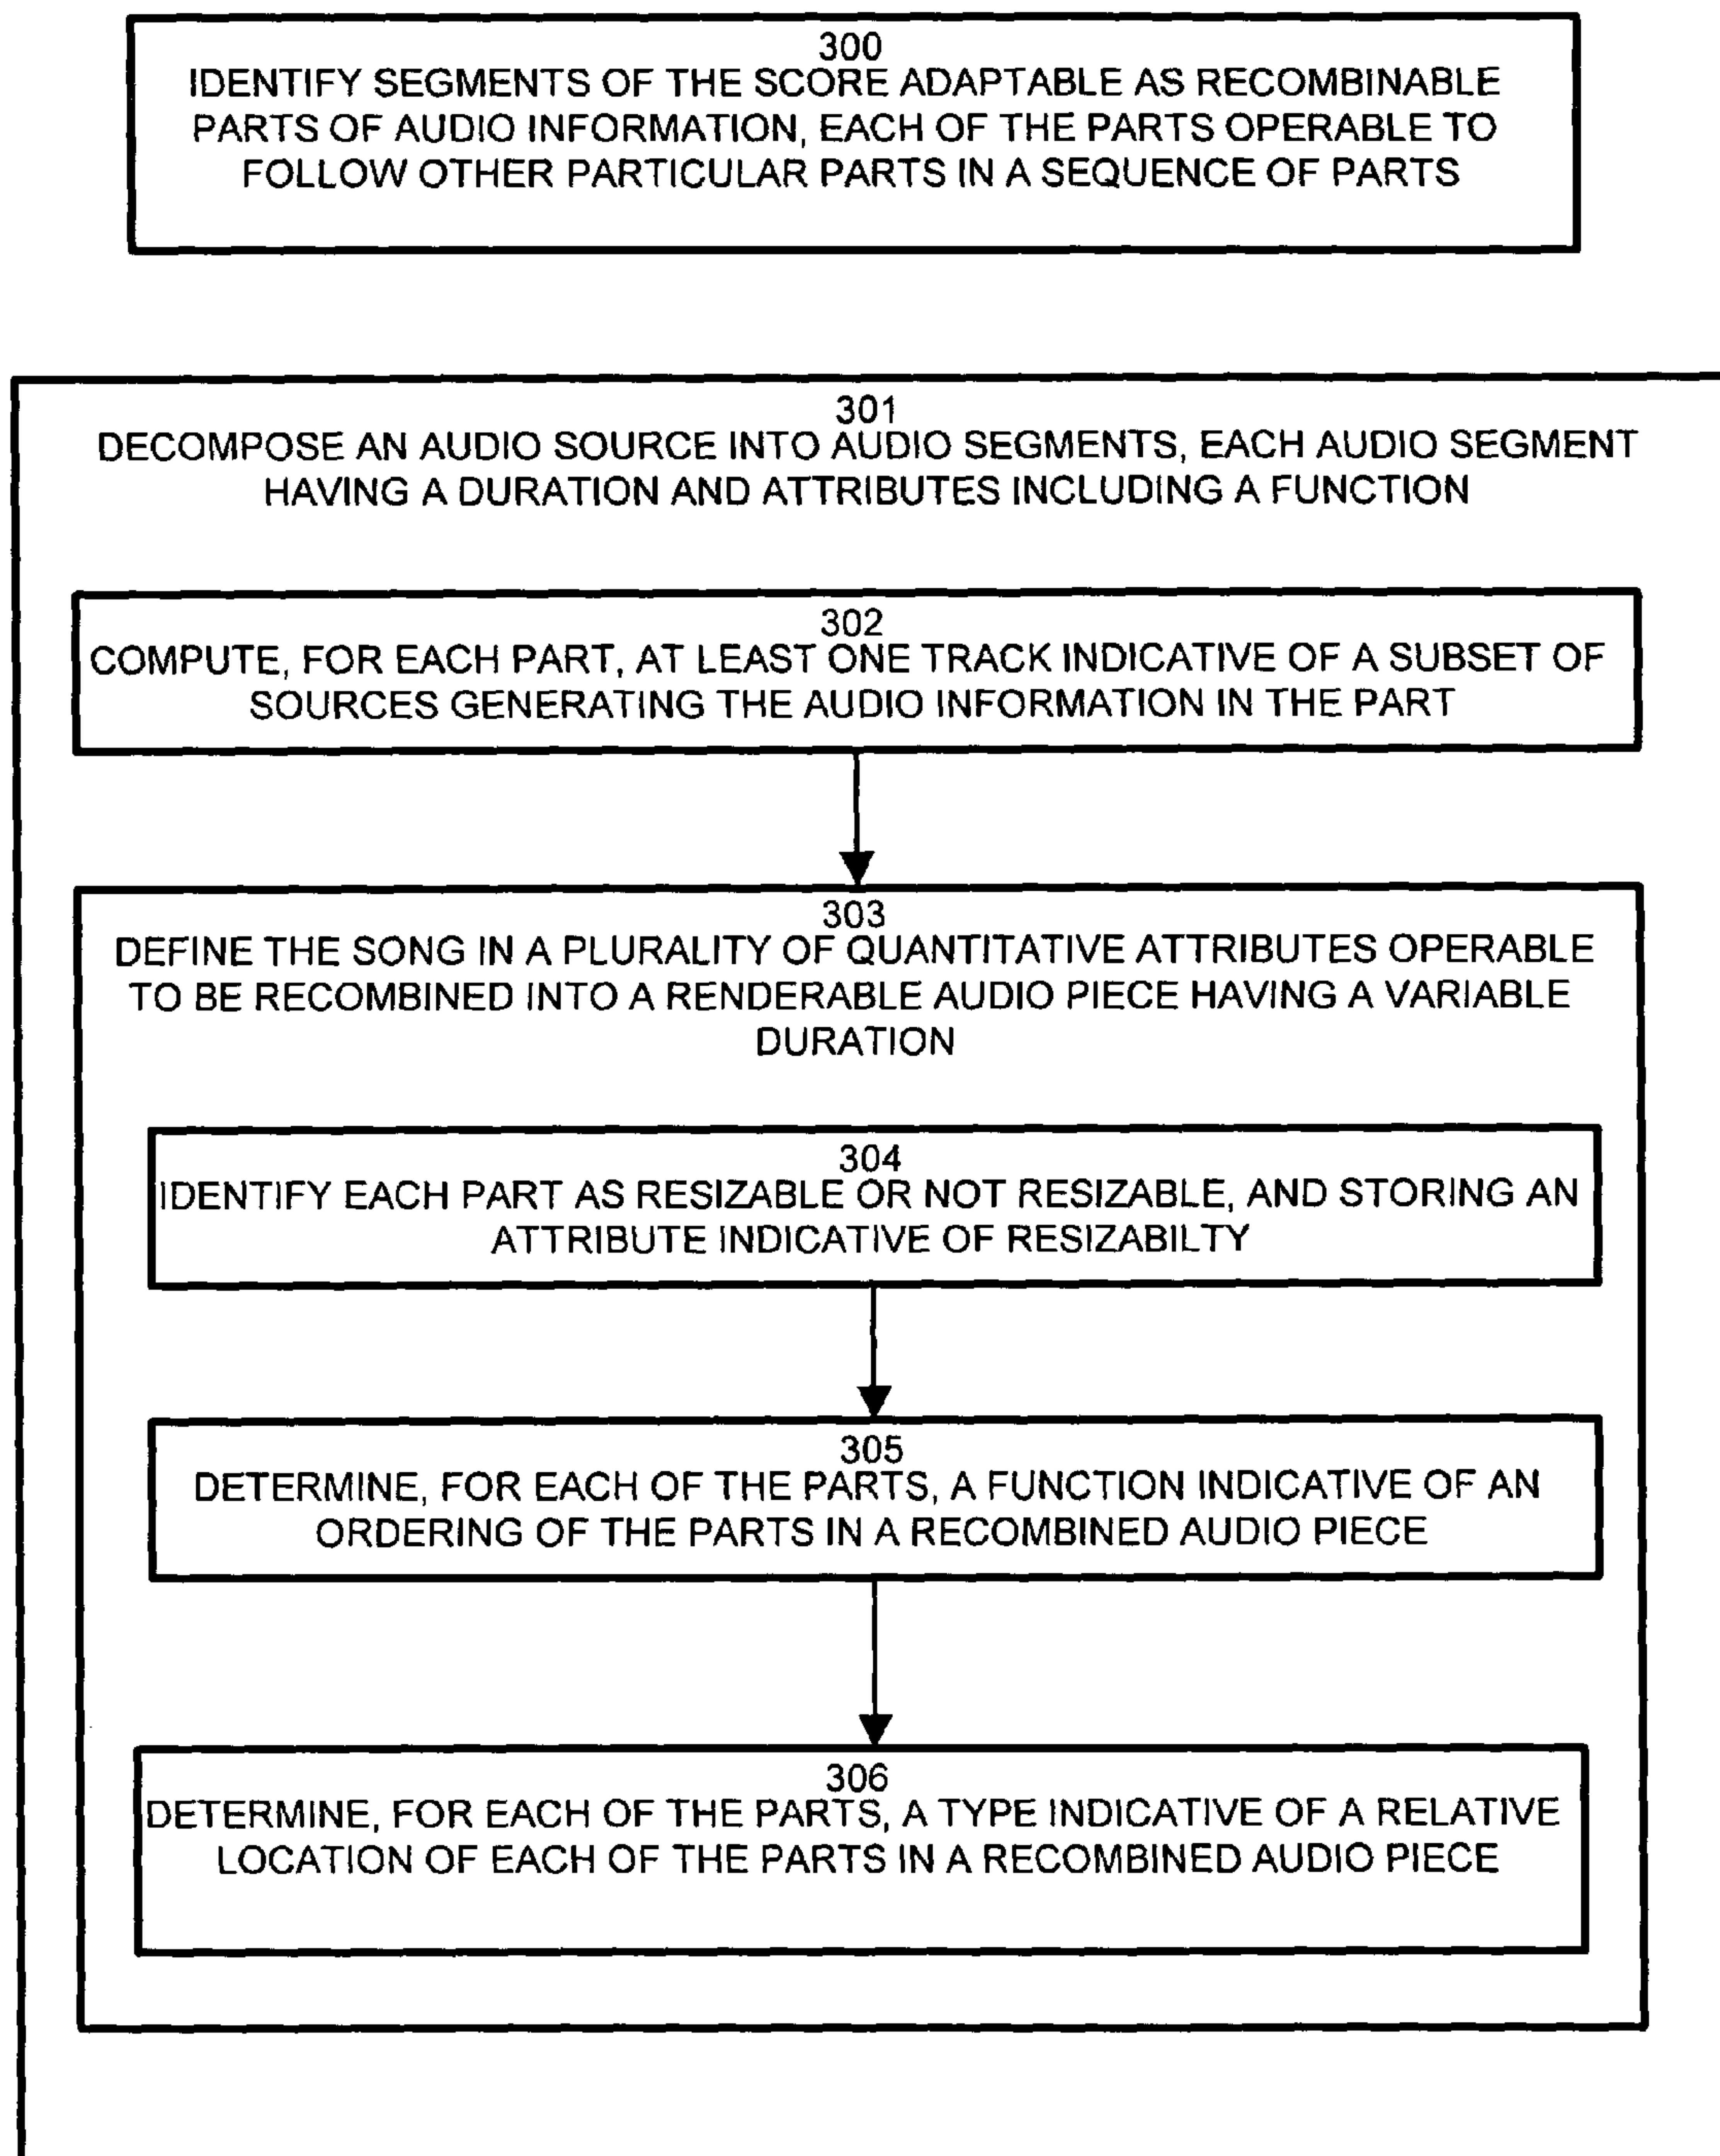 300
IDENTIFY SEGMENTS OF THE SCORE ADAPTABLE AS RECOMBINABLE
PARTS OF AUDIO INFORMATION, EACH OF THE PARTS OPERABLE TO
FOLLOW OTHER PARTICULAR PARTS IN A SEQUENCE OF PARTS
301
DECOMPOSE AN AUDIO SOURCE INTO AUDIO SEGMENTS, EACH AUDIO SEGMENT
HAVING A DURATION AND ATTRIBUTES INCLUDING A FUNCTION
302
COMPUTE, FOR EACH PART, AT LEAST ONE TRACK INDICATIVE OF A SUBSET OF
SOURCES GENERATING THE AUDIO INFORMATION IN THE PART
303
DEFINE THE SONG IN A PLURALITY OF QUANTITATIVE ATTRIBUTES OPERABLE
TO BE RECOMBINED INTO A RENDERABLE AUDIO PIECE HAVING A VARIABLE
DURATION
304
IDENTIFY EACH PART AS RESIZABLE OR NOT RESIZABLE, AND STORING AN
ATTRIBUTE INDICATIVE OF RESIZABILTY
305
DETERMINE, FOR EACH OF THE PARTS, A FUNCTION INDICATIVE OF AN
ORDERING OF THE PARTS IN A RECOMBINED AUDIO PIECE
306
DETERMINE, FOR EACH OF THE PARTS, A TYPE INDICATIVE OF A RELATIVE
LOCATION OF EACH OF THE PARTS IN A RECOMBINED AUDIO PIECE